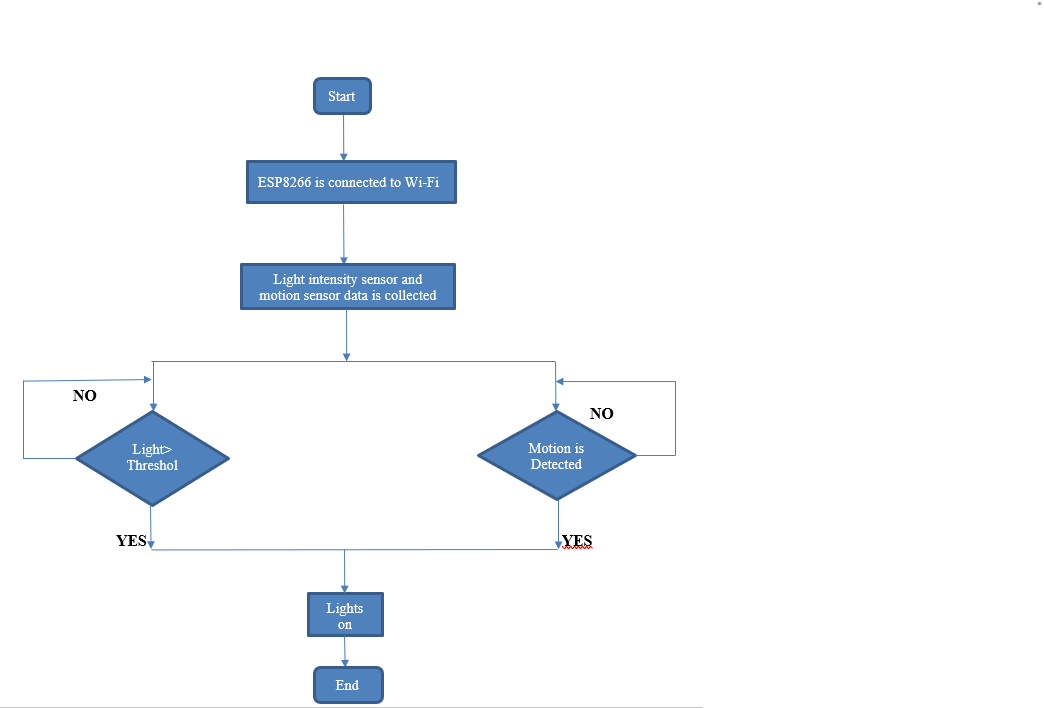 Start
ESP8266 is connected to Wi-Fi
Light intensity sensor and
motion sensor data is collected
NO
NO
Light>
Threshol
Motion is
Detected
YES
YES
Lights
on
End